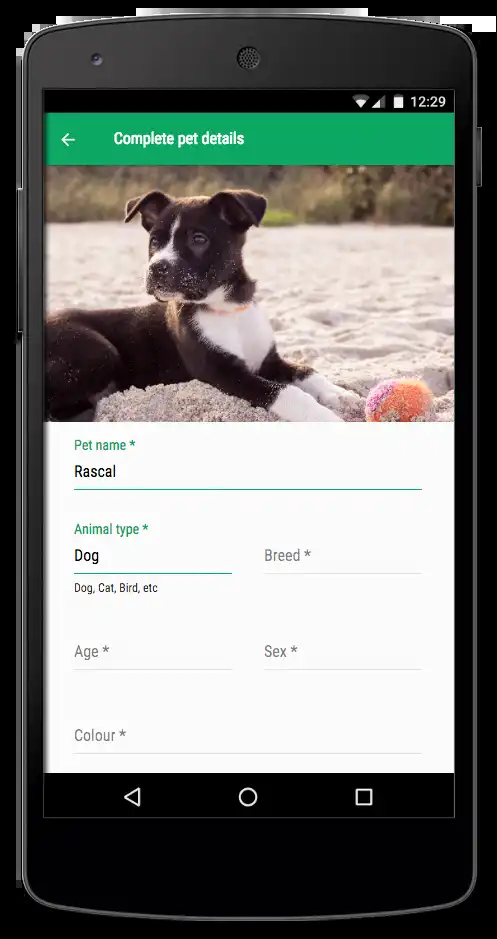 12:29
Complete pet details
Pet name *
Rascal
Animal type *
Dog
Breed *
Dog, Cat, Bird, etc
Age *
Sex *
Colour *